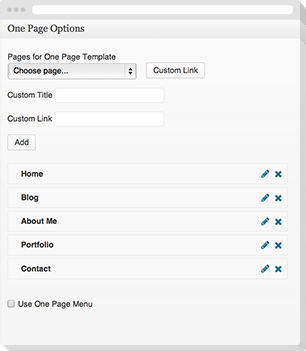 One Page Options
Pages for One Page Template
Choose page...
Custom Link
Custom Title
Custom Link
Add
Home
Blog
About Me
Portfolio
Contact
Use One Page Menu